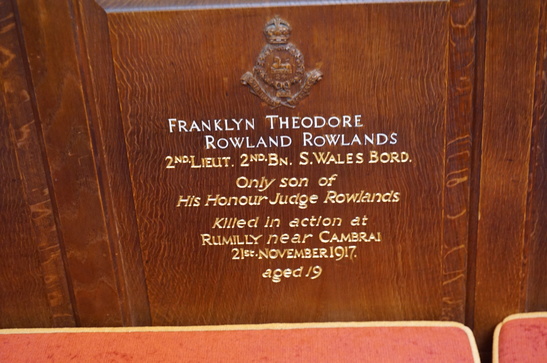 FRANKLYN THEODORE
ROWLAND ROWLANDS
2ND. LIEUT. 2ND. BN. S. WALES BORD.
Only son of
His Honour Judge Rowlands
Killed in action at
RUMILLY near CAMBRAI
21st. NOVEMBER 1917.
aged 19